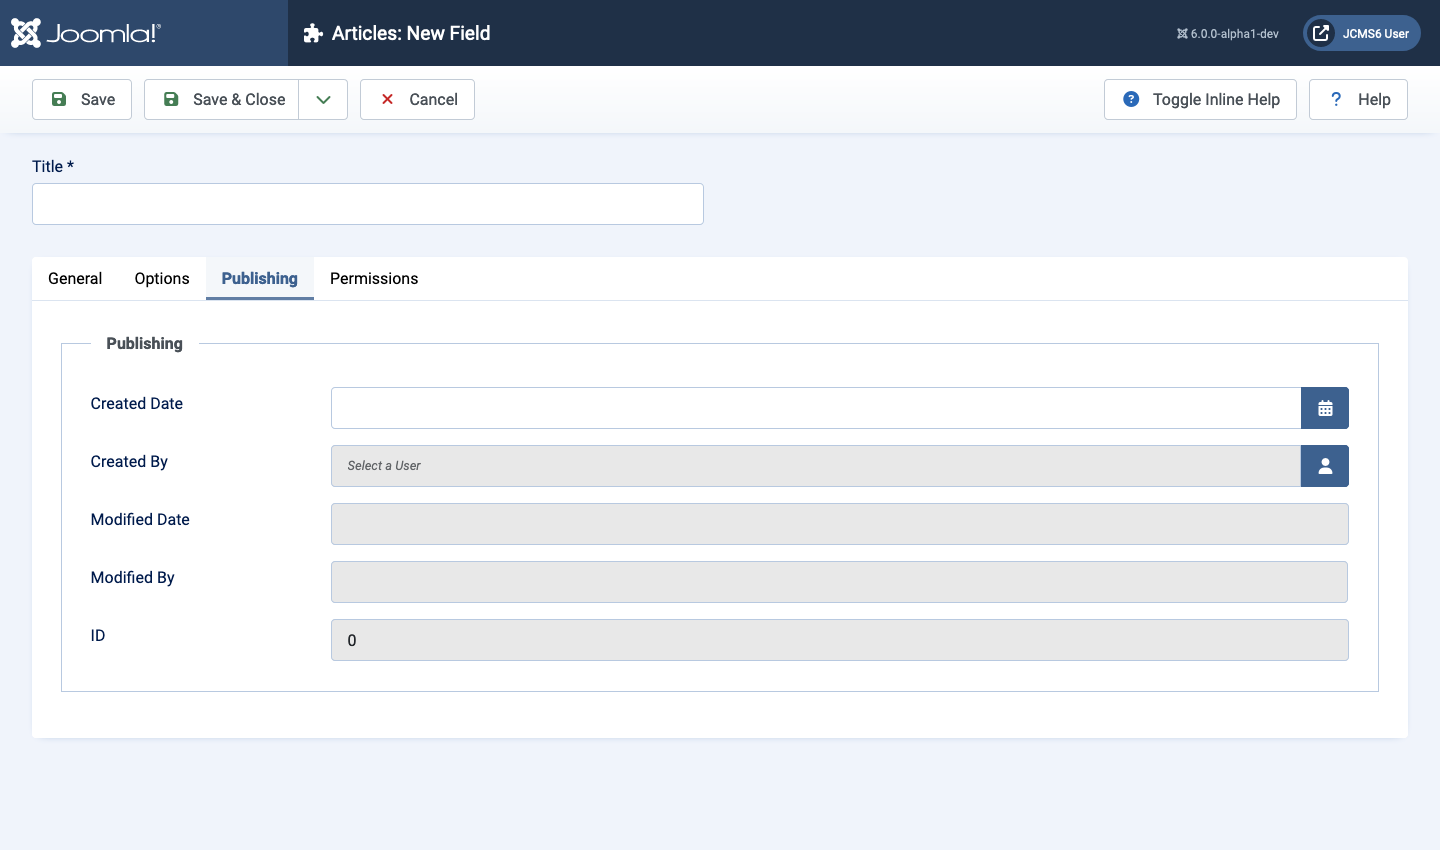 Joomla!® Articles: New Field 6.0.0-alpha1-dev JCMS6 User
Save Save & Close Cancel Toggle Inline Help ? Help
Title *
General Options Publishing Permissions
Publishing
Created Date
Created By Select a User
Modified Date
Modified By
ID 0